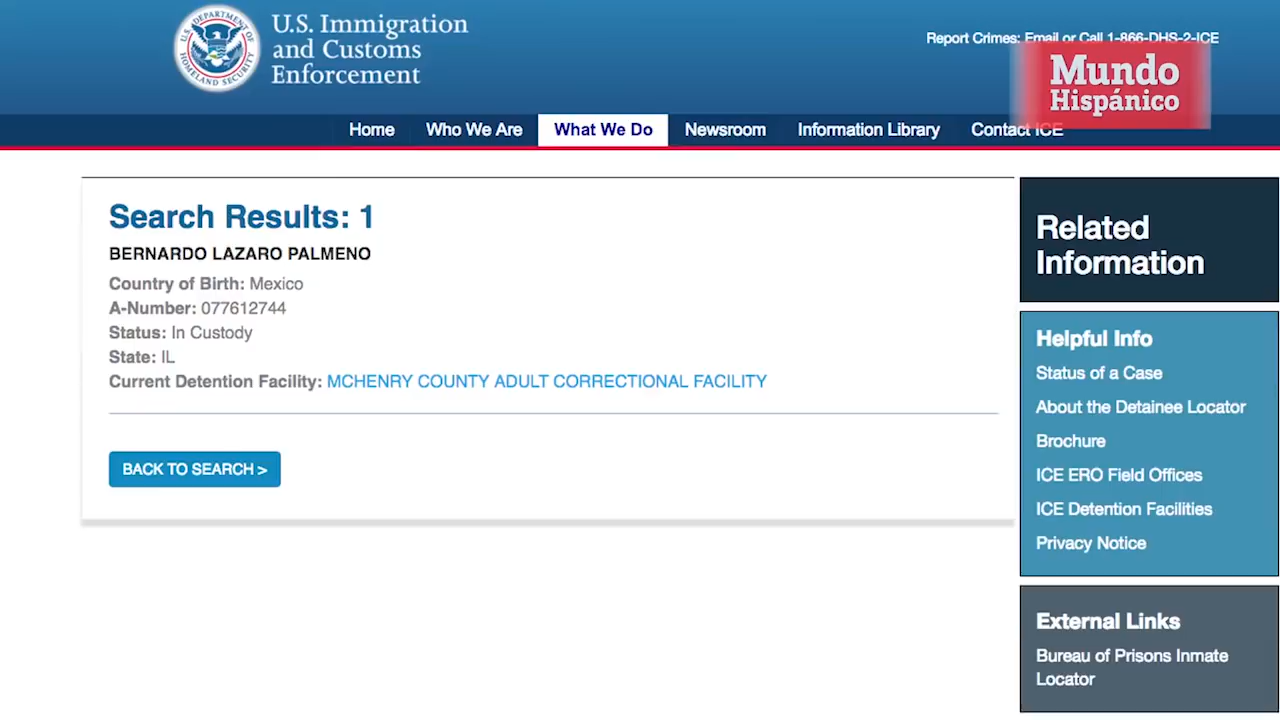 U.S. DEPARTMENT OF
HOMELAND SECURITY
U.S. Immigration
and Customs
Enforcement
Report Crimes: Email or Call 1-866-DHS-2-ICE
Mundo
Hispánico
Home Who We Are What We Do Newsroom Information Library Contact ICE
Search Results: 1
BERNARDO LAZARO PALMENO
Country of Birth: Mexico
A-Number: 077612744
Status: In Custody
State: IL
Current Detention Facility: MCHENRY COUNTY ADULT CORRECTIONAL FACILITY
BACK TO SEARCH >
Related
Information
Helpful Info
Status of a Case
About the Detainee Locator
Brochure
ICE ERO Field Offices
ICE Detention Facilities
Privacy Notice
External Links
Bureau of Prisons Inmate
Locator